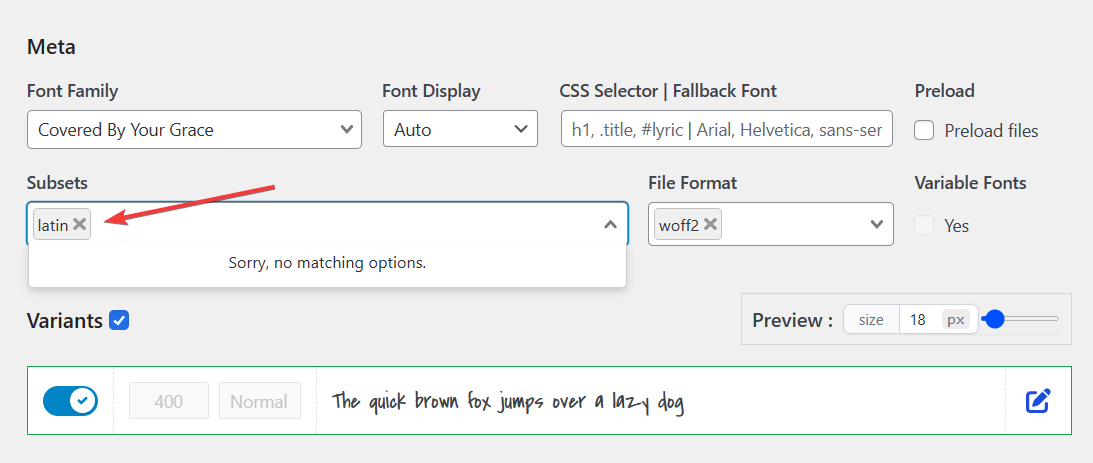 Meta
Font Family
Font Display
CSS Selector | Fallback Font
Preload
Covered By Your Grace
Auto
h1, .title, #lyric | Arial, Helvetica, sans-ser
Preload files
Subsets
File Format
Variable Fonts
latin
woff2
Yes
Sorry, no matching options.
Variants
Preview :
size
18
px
400
Normal
The quick brown fox jumps over a lazy dog